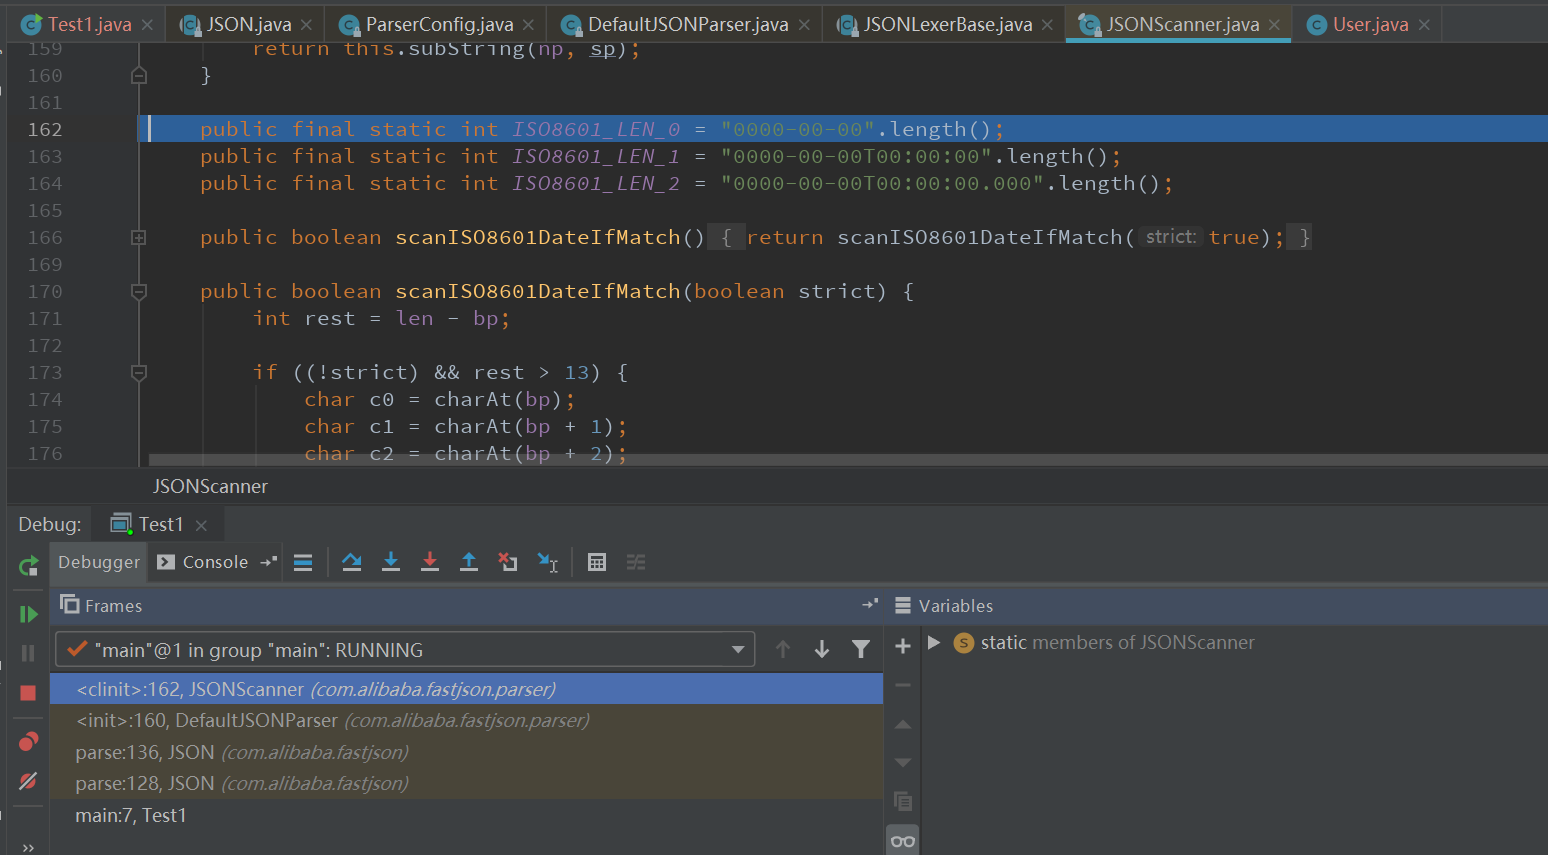 Test1.java JSON.java ParserConfig.java DefaultJSONParser.java JSONLexerBase.java JSONScanner.java User.java
159 return this.subString(np, sp);
160 }
161
162 public final static int ISO8601_LEN_0 = "0000-00-00".length();
163 public final static int ISO8601_LEN_1 = "0000-00-00T00:00:00".length();
164 public final static int ISO8601_LEN_2 = "0000-00-00T00:00:00.000".length();
165
166 public boolean scanISO8601DateIfMatch() { return scanISO8601DateIfMatch( strict: true); }
169
170 public boolean scanISO8601DateIfMatch(boolean strict) {
171 int rest = len - bp;
172
173 if ((!strict) && rest > 13) {
174 char c0 = charAt(bp);
175 char c1 = charAt(bp + 1);
176 char c2 = charAt(bp + 2);
JSONScanner
Debug: Test1
Debugger Console
Frames Variables
"main"@1 in group "main": RUNNING
static members of JSONScanner
<clinit>:162, JSONScanner (com.alibaba.fastjson.parser)
<init>:160, DefaultJSONParser (com.alibaba.fastjson.parser)
parse:136, JSON (com.alibaba.fastjson)
parse:128, JSON (com.alibaba.fastjson)
main:7, Test1